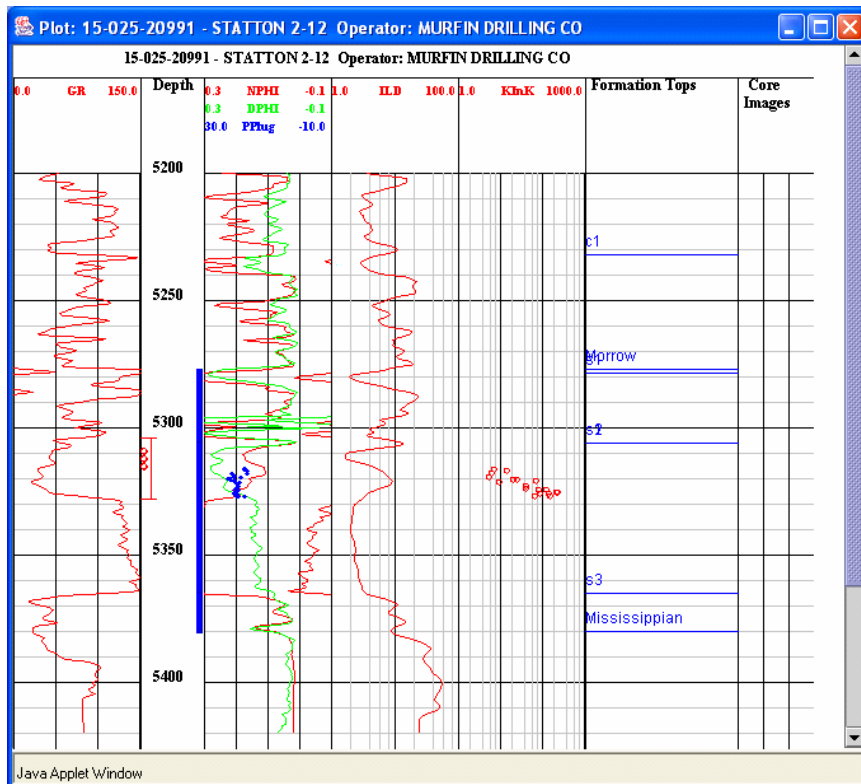 Plot: 15-025-20991 - STATTON 2-12 Operator: MURFIN DRILLING CO
15-025-20991 - STATTON 2-12 Operator: MURFIN DRILLING CO
0.0 GR 150.0
Depth
0.3 NPHI -0.1
0.3 DPHI -0.1
30.0 PPlug -10.0
1.0 ILD 100.0
1.0 KlnK 1000.0
Formation Tops
Core
Images
5200
c1
5250
Morrow
5300
5350
s3
Mississippian
5400
Java Applet Window